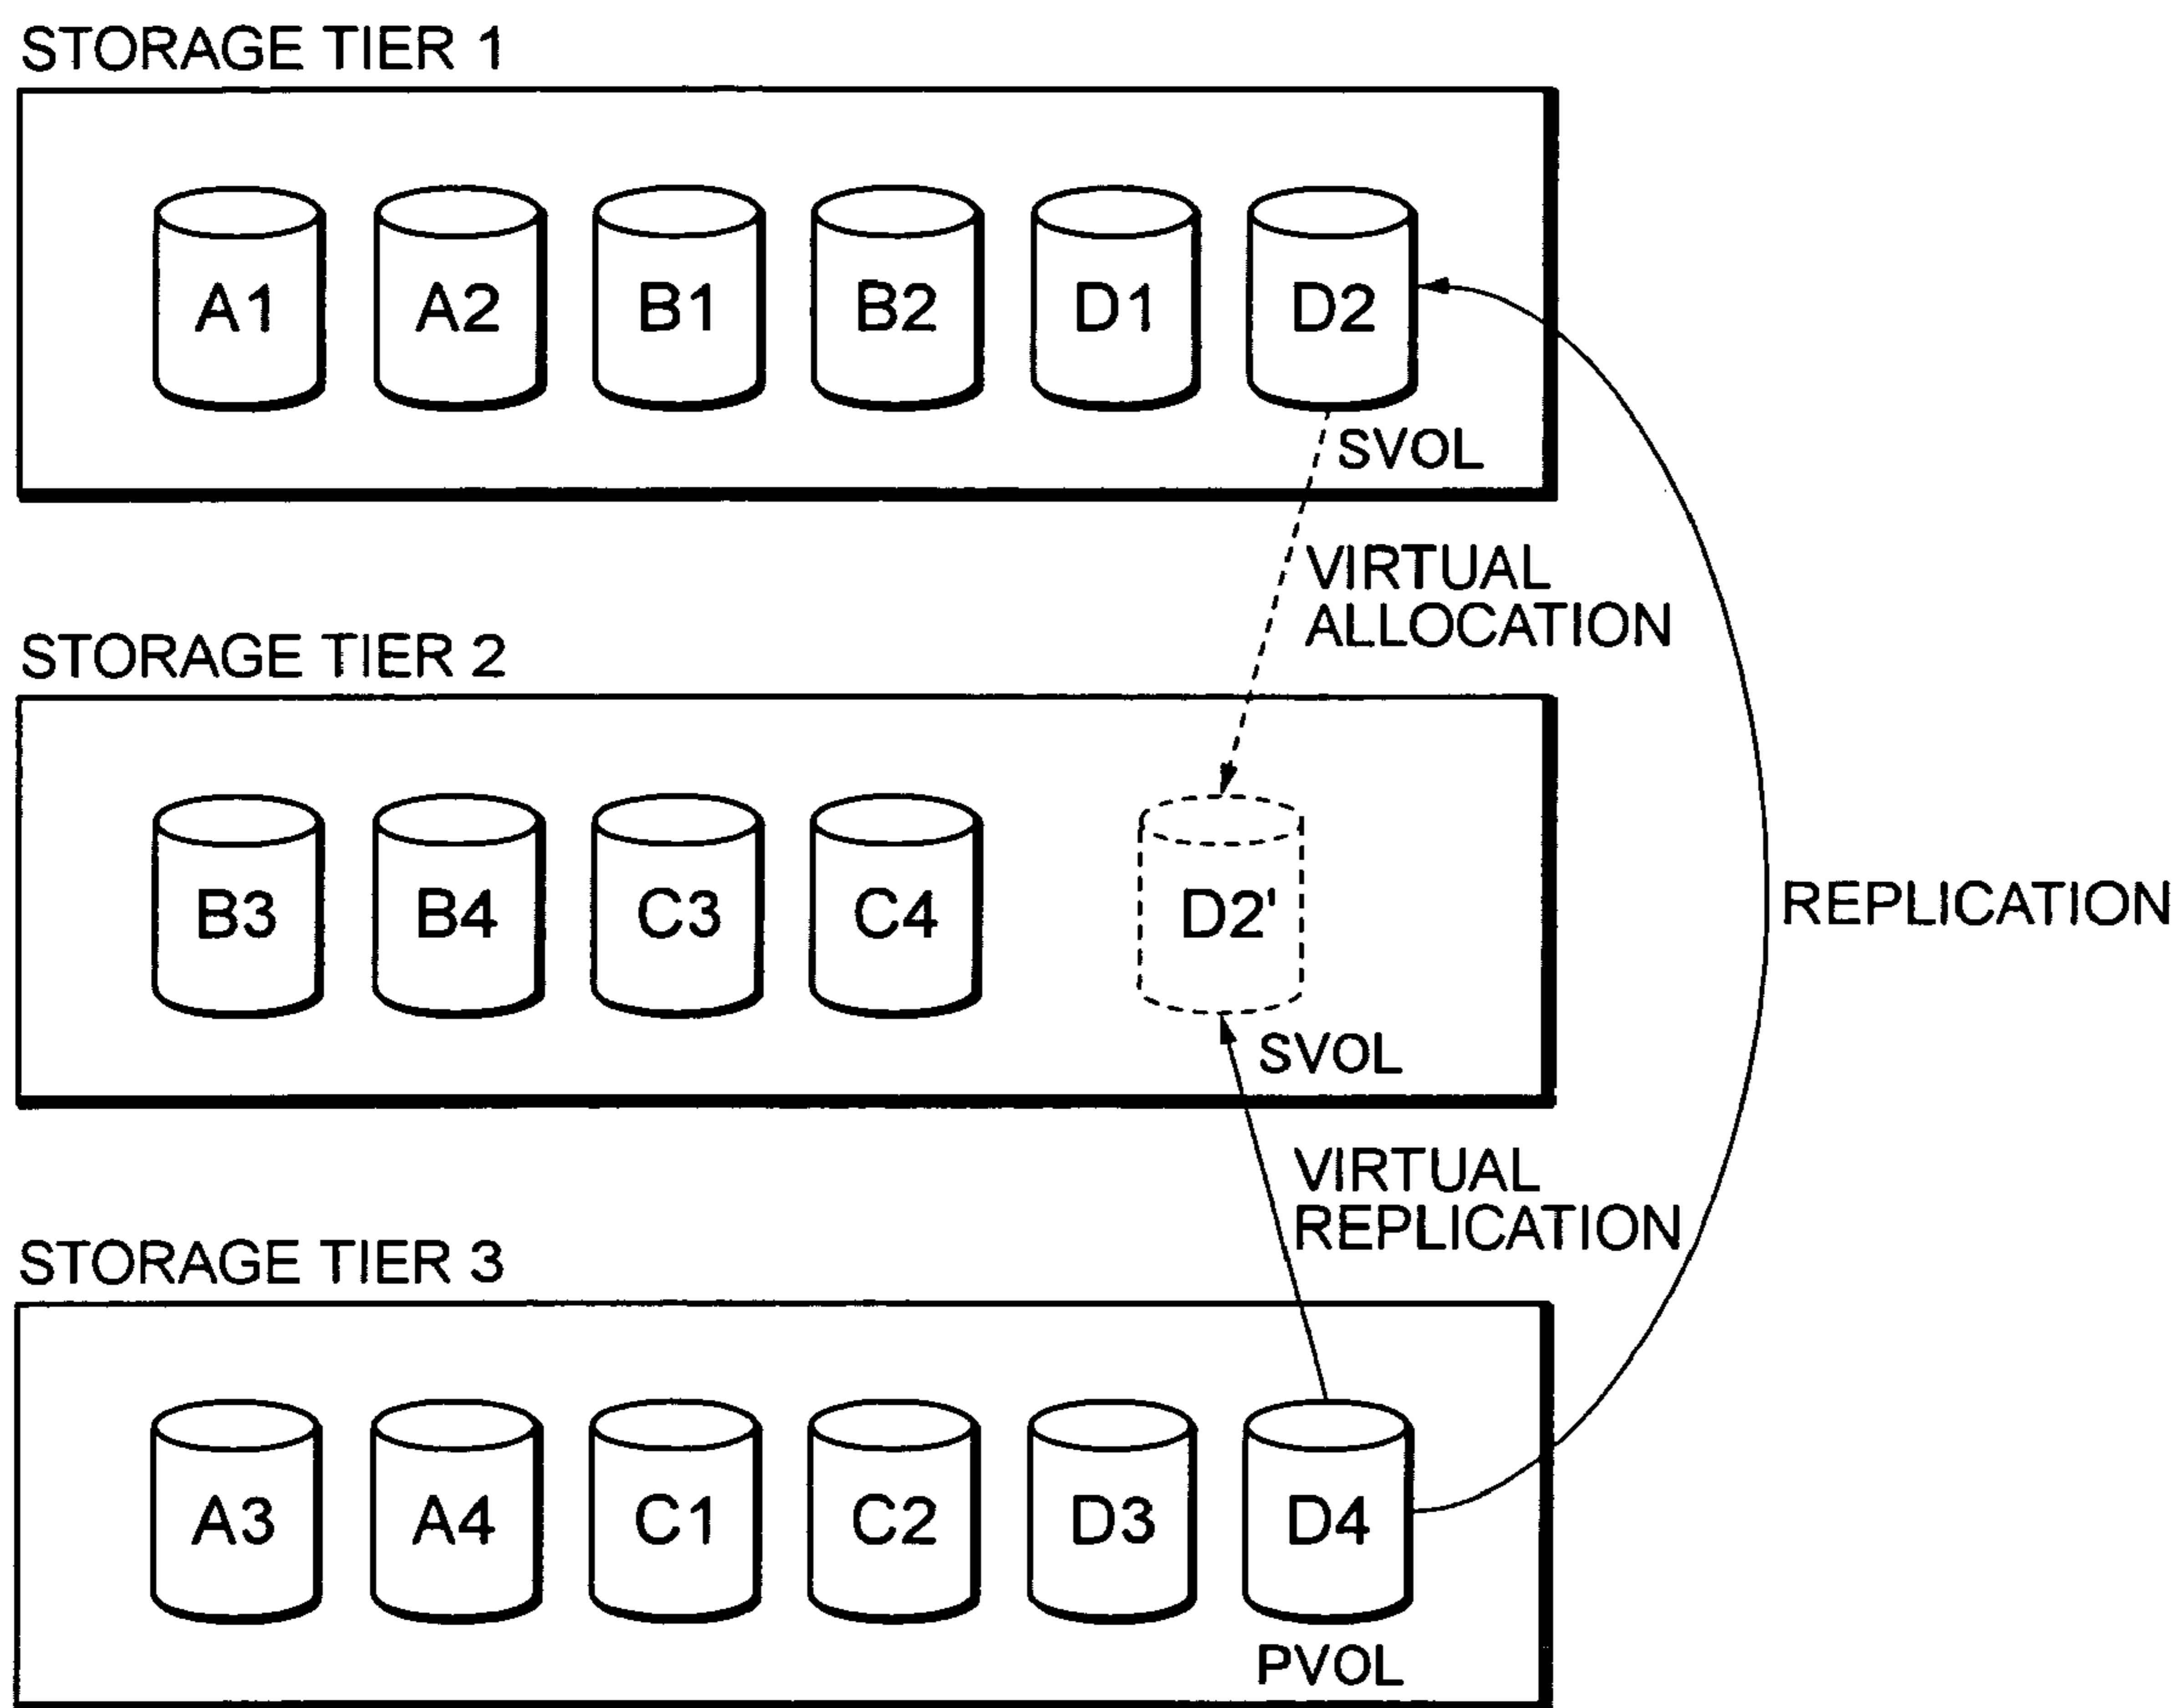 STORAGE TIER 1
A1
A2
B1
B2
D1
D2
SVOL
VIRTUAL
ALLOCATION
STORAGE TIER 2
B3
B4
C3
C4
D2'
REPLICATION
SVOL
VIRTUAL
REPLICATION
STORAGE TIER 3
A3
A4
C1
C2
D3
D4
PVOL